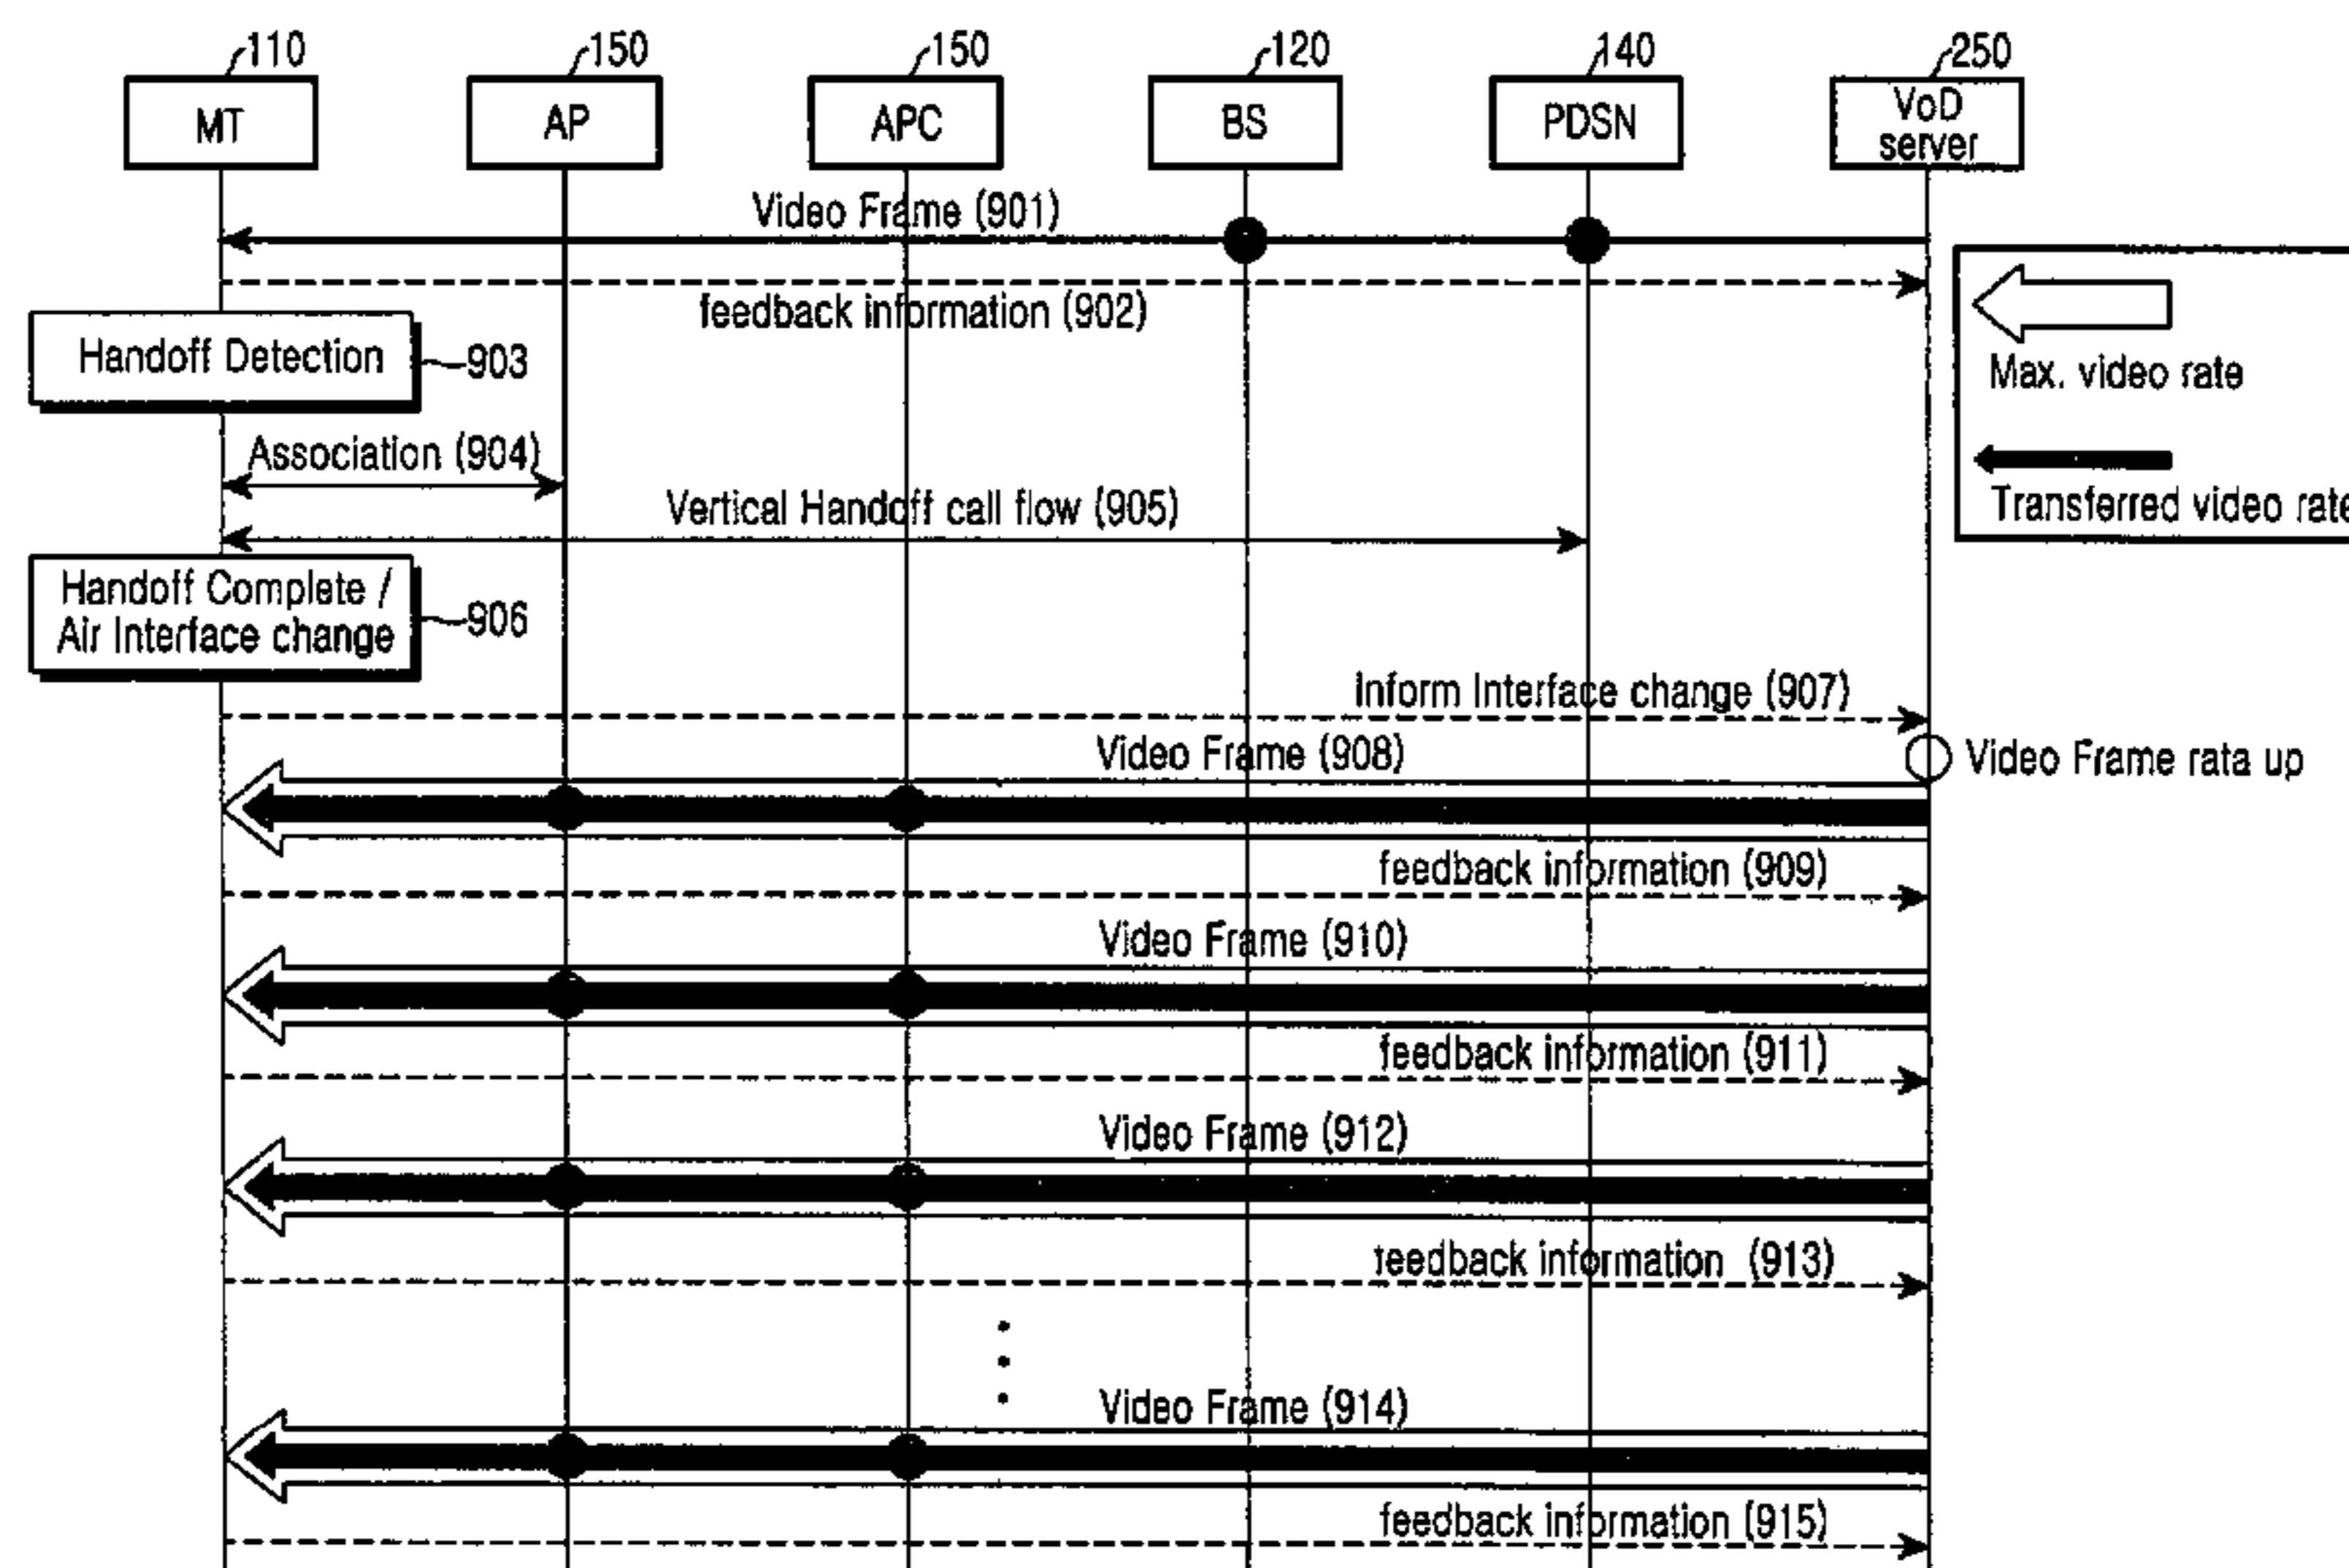 110
150
150
120
140
250
MT
AP
APC
BS
PDSN
VoD
server
Video Frame (901)
feedback information (902)
Handoff Detection
903
Max. video rate
Association (904)
Transferred video rate
Vertical Handoff call flow (905)
Handoff Complete /
Air Interface change
906
Inform Interface change (907)
Video Frame (908)
Video Frame rata up
feedback information (909)
Video Frame (910)
feedback information (911)
Video Frame (912)
feedback information (913)
Video Frame (914)
feedback information (915)